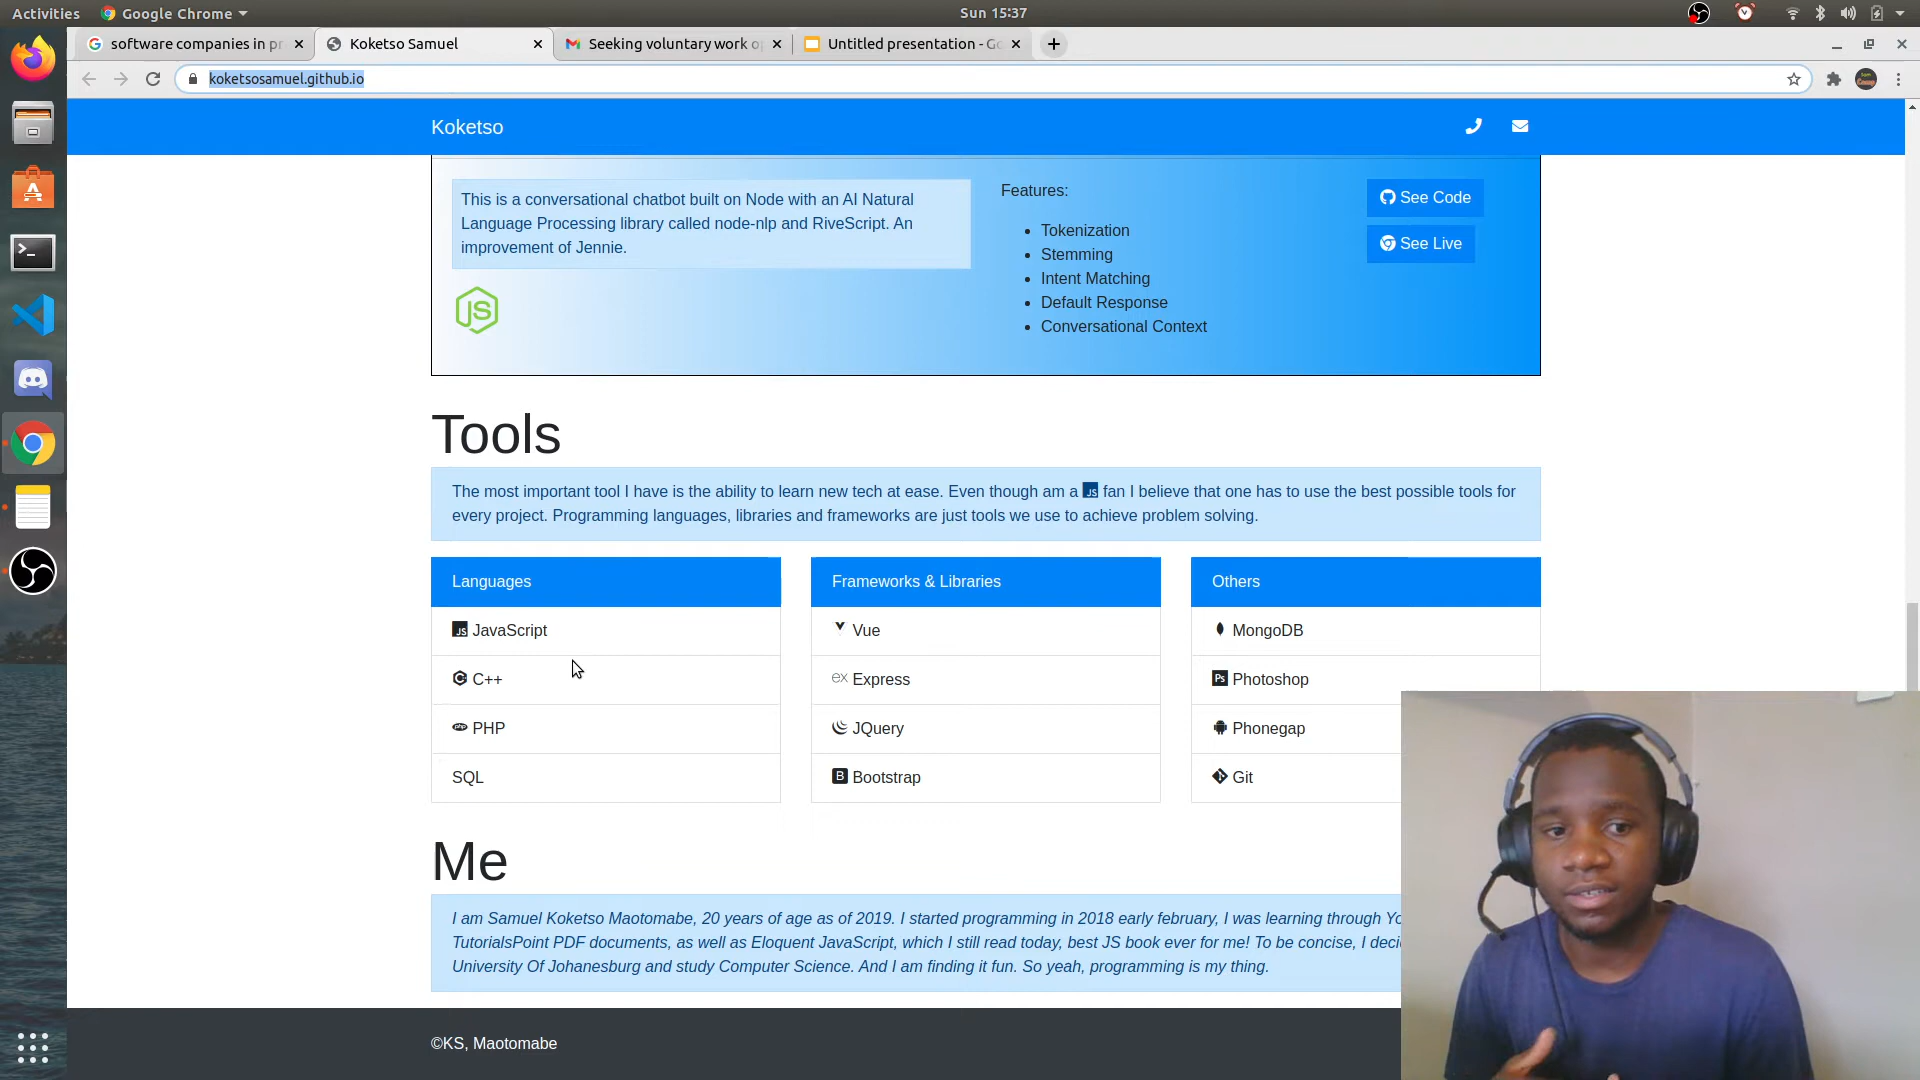 Activities
Google Chrome
Sun 15:37
software companies in pr
Koketso Samuel
Seeking voluntary work op
Untitled presentation - Go
koketsosamuel.github.io
Koketso
This is a conversational chatbot built on Node with an AI Natural
Language Processing library called node-nlp and RiveScript. An
improvement of Jennie.
JS
Features:
Tokenization
Stemming
Intent Matching
Default Response
Conversational Context
See Code
See Live
Tools
The most important tool I have is the ability to learn new tech at ease. Even though am a JS fan I believe that one has to use the best possible tools for
every project. Programming languages, libraries and frameworks are just tools we use to achieve problem solving.
Languages
JS JavaScript
C++
php PHP
SQL
Frameworks & Libraries
Vue
ex Express
JQuery
B Bootstrap
Others
MongoDB
Ps Photoshop
Phonegap
Git
Me
I am Samuel Koketso Maotomabe, 20 years of age as of 2019. I started programming in 2018 early february, I was learning through
TutorialsPoint PDF documents, as well as Eloquent JavaScript, which I still read today, best JS book ever for me! To be concise, I
University Of Johanesburg and study Computer Science. And I am finding it fun. So yeah, programming is my thing.
©KS, Maotomabe